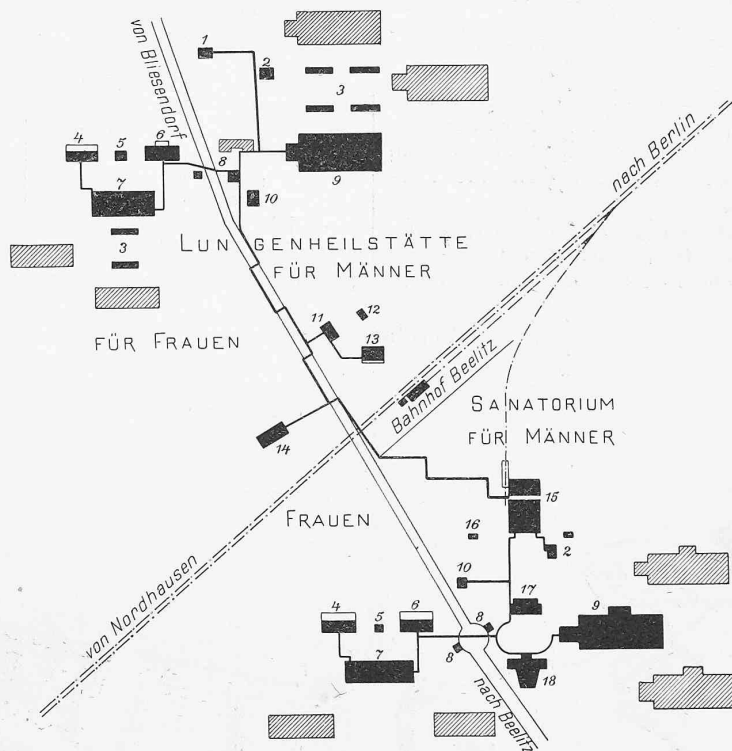 von Bliesendorf
1
2
3
4
5
6
7
8
9
10
3
nach Berlin
LUNGENHEILSTÄTTE
FÜR MÄNNER
FÜR FRAUEN
11
12
13
14
Bahnhof Beelitz
SANATORIUM
FÜR MÄNNER
FRAUEN
15
16
2
10
17
9
von Nordhausen
4
5
6
7
8
8
18
nach Beelitz